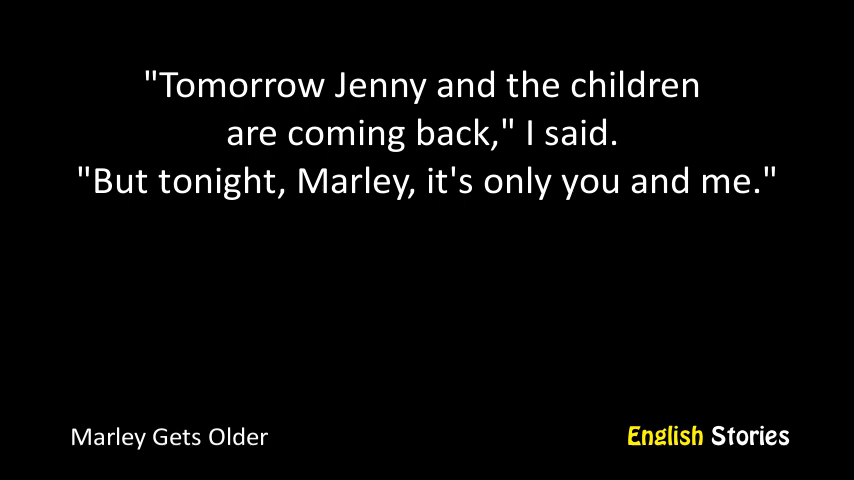 "Tomorrow Jenny and the children
are coming back," I said.
"But tonight, Marley, it's only you and me."
Marley Gets Older
English Stories